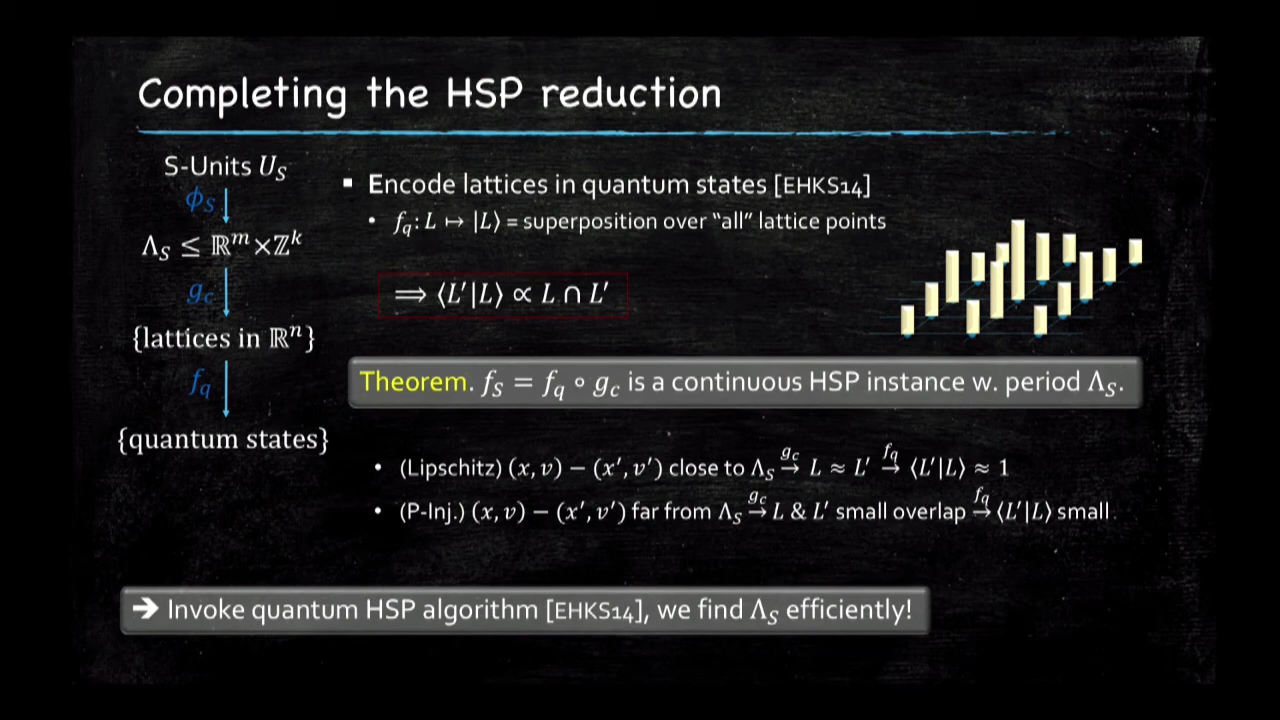 Completing the HSP reduction
S-Units U_S
ϕ_S
Λ_S ≤ ℝ^m×ℤ^k
g_c
{lattices in ℝ^n}
f_q
{quantum states}
▪ Encode lattices in quantum states [EHKS14]
• f_q: L ↦ |L⟩ = superposition over “all” lattice points
⟹ ⟨L′|L⟩ ∝ L ∩ L′
Theorem. f_S = f_q ∘ g_c is a continuous HSP instance w. period Λ_S.
• (Lipschitz) (x, v) − (x′, v′) close to Λ_S →^{g_c} L ≈ L′ →^{f_q} ⟨L′|L⟩ ≈ 1
• (P-Inj.) (x, v) − (x′, v′) far from Λ_S →^{g_c} L & L′ small overlap →^{f_q} ⟨L′|L⟩ small
➔ Invoke quantum HSP algorithm [EHKS14], we find Λ_S efficiently!